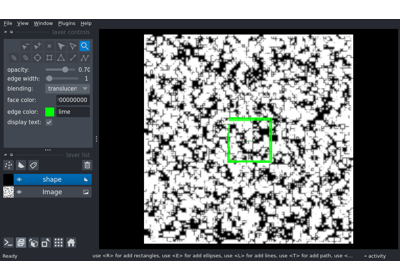 File View Window Plugins Help
layer controls
opacity: 0.70
edge width: 1
blending: translucen
face color: 00000000
edge color: lime
display text:
layer list
shape
Image
Ready
use <R> for add rectangles, use <E> for add ellipses, use <L> for add lines, use <T> for add path, use <...
activity